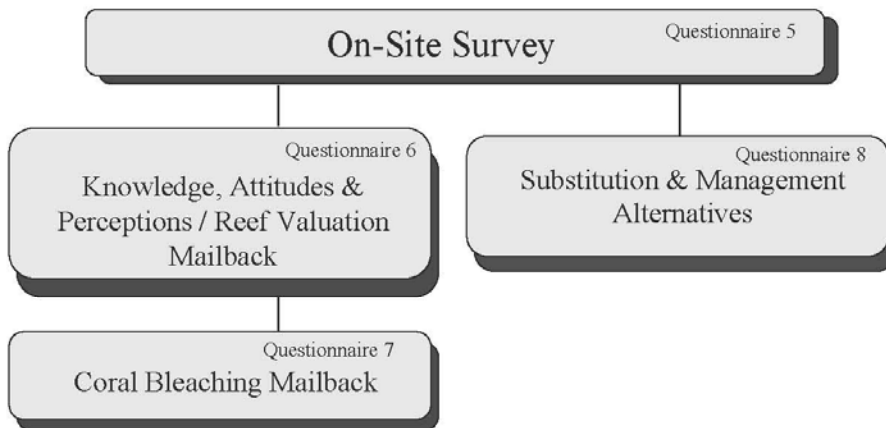 Questionnaire 5
On-Site Survey
Questionnaire 6
Knowledge, Attitudes &
Perceptions / Reef Valuation
Mailback
Questionnaire 8
Substitution & Management
Alternatives
Questionnaire 7
Coral Bleaching Mailback